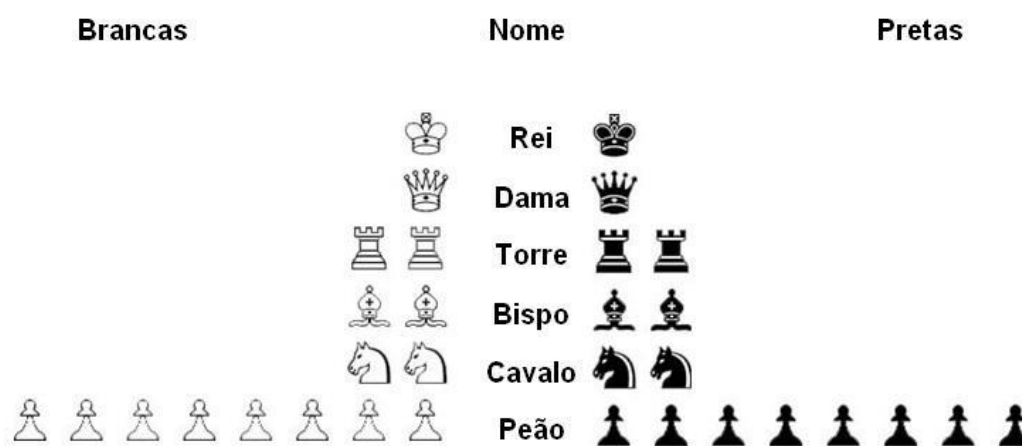 Brancas Nome Pretas
Rei
Dama
Torre
Bispo
Cavalo
Peão